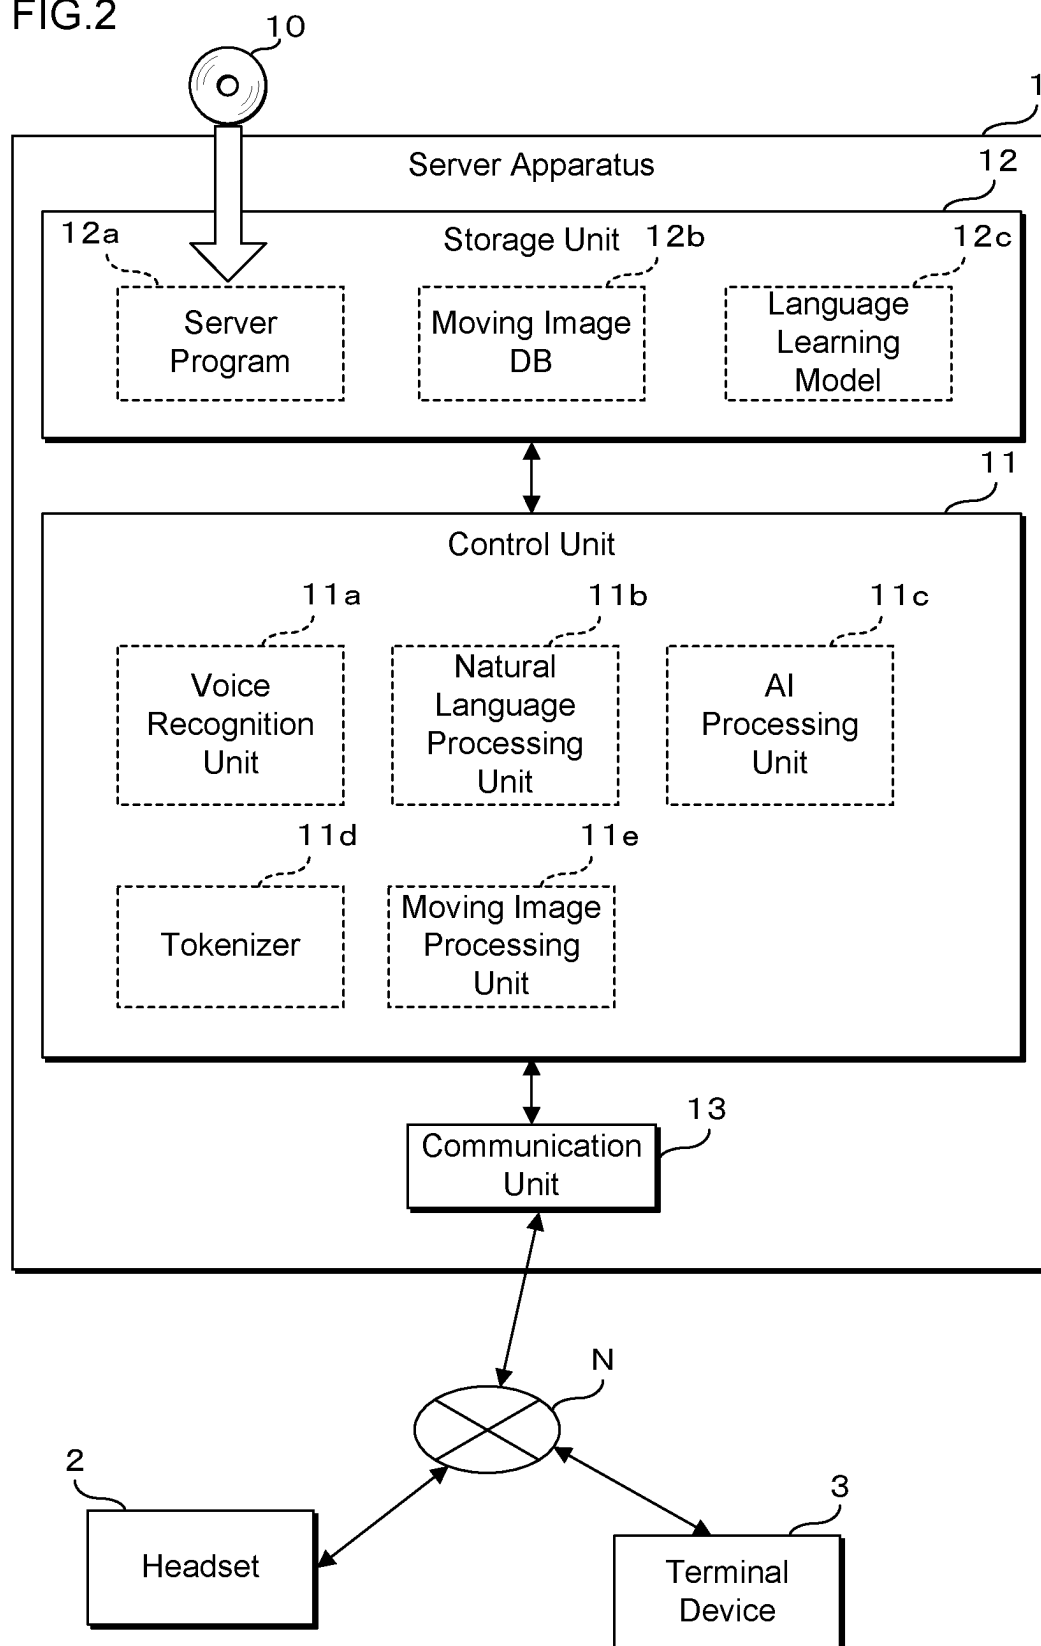 FIG.2
10
1
Server Apparatus
12
12a
Storage Unit
12b
12c
Server
Program
Moving Image
DB
Language
Learning
Model
11
Control Unit
11a
11b
11c
Voice
Recognition
Unit
Natural
Language
Processing
Unit
AI
Processing
Unit
11d
11e
Tokenizer
Moving Image
Processing
Unit
13
Communication
Unit
N
2
3
Headset
Terminal
Device